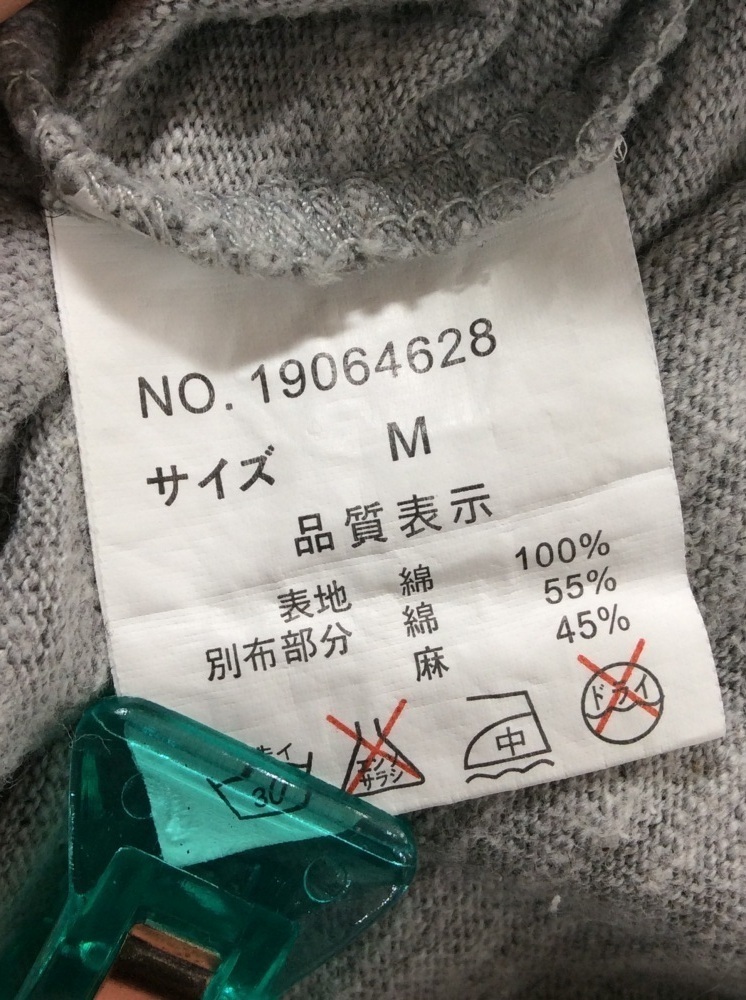 NO. 19064628
サイズ M
品質表示
表地 綿 100%
別布部分 綿 55%
麻 45%
30
エンソ
サラシ
中
ドライ